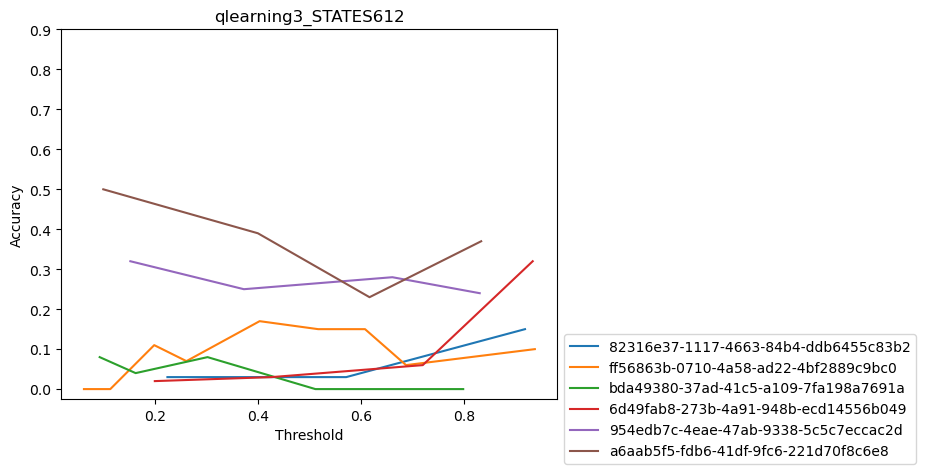 qlearning3_STATES612
0.9
0.8
0.7
0.6
0.5
0.4
0.3
0.2
0.1
0.0
Accuracy
0.2 0.4 0.6 0.8
Threshold
82316e37-1117-4663-84b4-ddb6455c83b2
ff56863b-0710-4a58-ad22-4bf2889c9bc0
bda49380-37ad-41c5-a109-7fa198a7691a
6d49fab8-273b-4a91-948b-ecd14556b049
954edb7c-4eae-47ab-9338-5c5c7eccac2d
a6aab5f5-fdb6-41df-9fc6-221d70f8c6e8